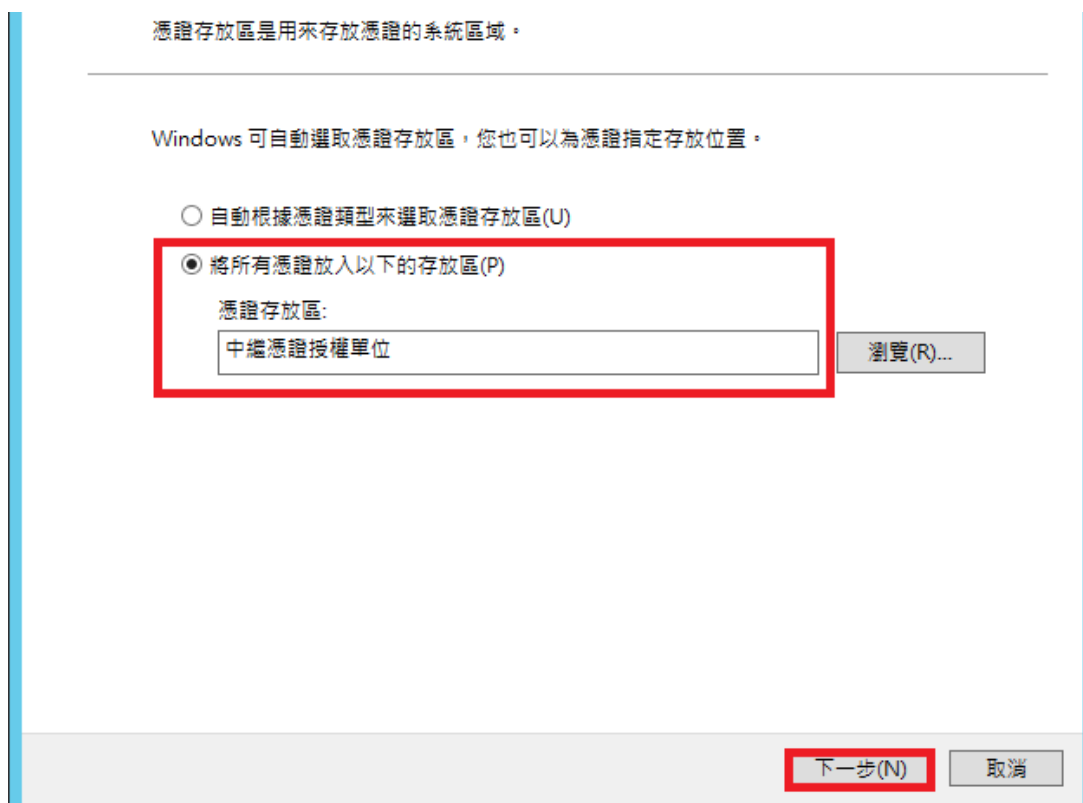 憑證存放區是用來存放憑證的系統區域。
Windows 可自動選取憑證存放區，您也可以為憑證指定存放位置。
自動根據憑證類型來選取憑證存放區(U)
將所有憑證放入以下的存放區(P)
憑證存放區:
中繼憑證授權單位
瀏覽(R)...
下一步(N)
取消